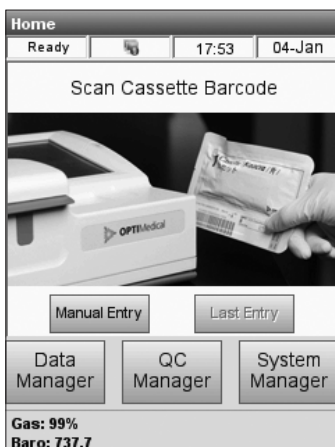 Home
Ready 17:53 04-Jan
Scan Cassette Barcode
OPTIMedical
Manual Entry Last Entry
Data Manager
QC Manager
System Manager
Gas: 99%
Baro: 737.7